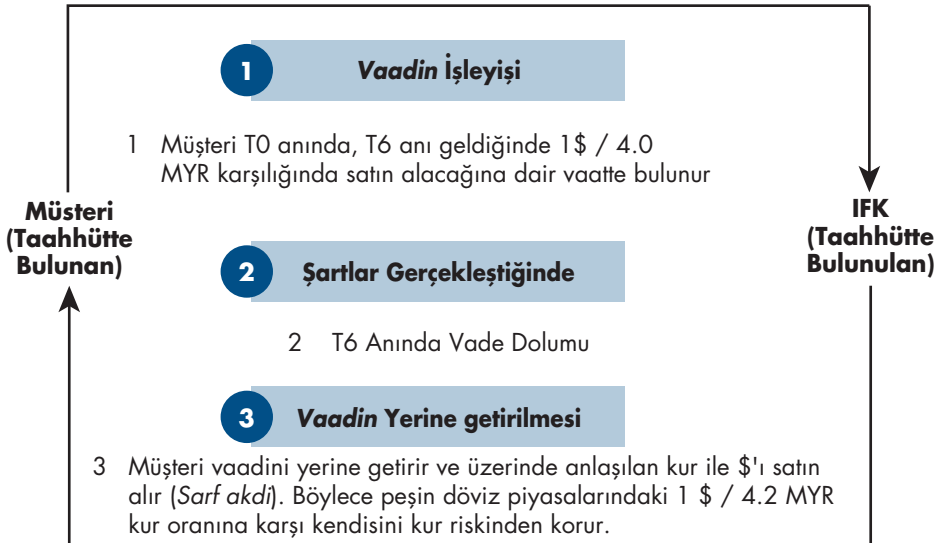 1 Vaadin İşleyişi
1 Müşteri T0 anında, T6 anı geldiğinde 1$ / 4.0
MYR karşılığında satın alacağına dair vaatte bulunur
Müsteri
(Taahhütte
Bulunan)
IFK
(Taahhütte
Bulunulan)
2 Şartlar Gerçekleştiğinde
2 T6 Anında Vade Dolumu
3 Vaadin Yerine getirilmesi
3 Müşteri vaadini yerine getirir ve üzerinde anlaşılan kur ile $'ı satın
alır (Sarf akdi). Böylece peşin döviz piyasalarındaki 1 $ / 4.2 MYR
kur oranına karşı kendisini kur riskinden korur.